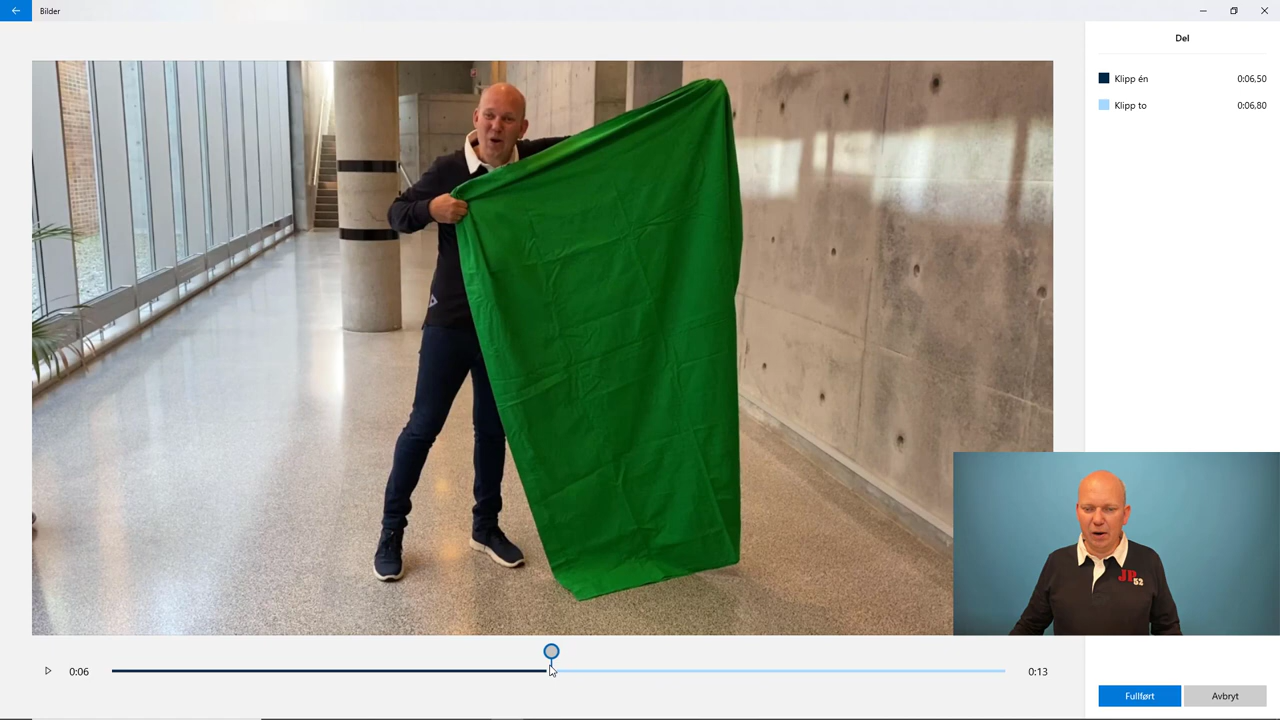 Bilder
Del
Klipp én 0:06,50
Klipp to 0:06.80
JP
52
0:06
0:13
Fullført
Avbryt